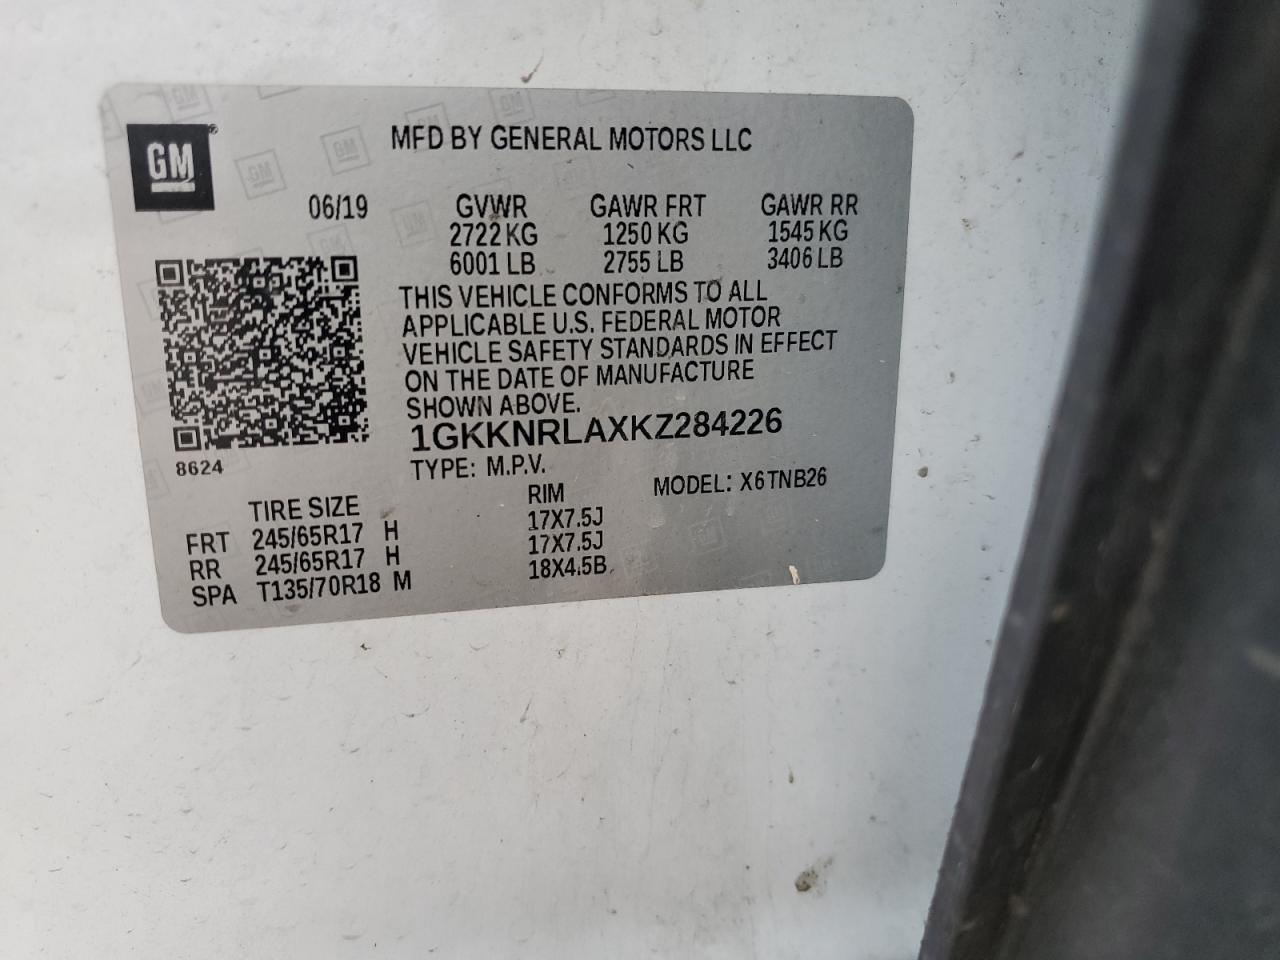 GM
MFD BY GENERAL MOTORS LLC
06/19 GVWR GAWR FRT GAWR RR
2722 KG 1250 KG 1545 KG
6001 LB 2755 LB 3406 LB
THIS VEHICLE CONFORMS TO ALL
APPLICABLE U.S. FEDERAL MOTOR
VEHICLE SAFETY STANDARDS IN EFFECT
ON THE DATE OF MANUFACTURE
SHOWN ABOVE.
1GKKNRLAXKZ284226
8624
TYPE: M.P.V. MODEL: X6TNB26
TIRE SIZE RIM
FRT 245/65R17 H 17X7.5J
RR 245/65R17 H 17X7.5J
SPA T135/70R18 M 18X4.5B